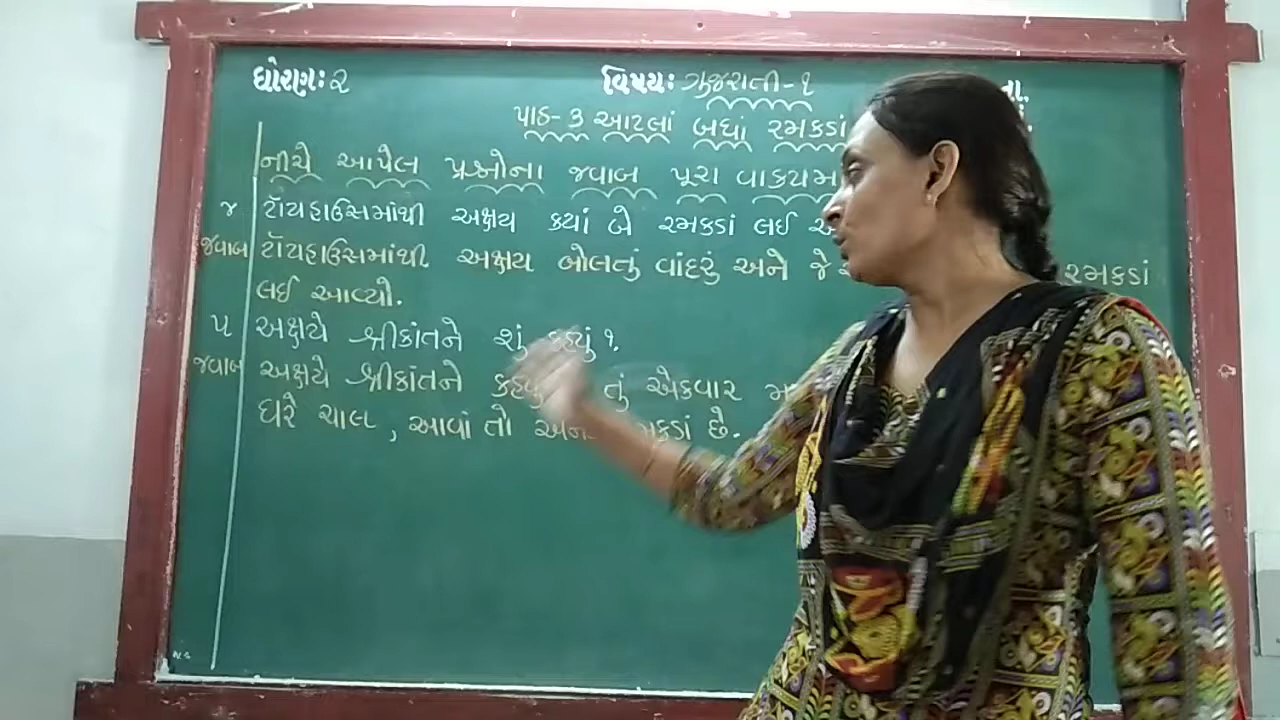 ધોરણઃ ૨ વિષયઃ ગુજરાતી-૧
પાઠ- ૩ આટલાં બધાં રમકડાં
નીચે આપેલ પ્રશ્નોના જવાબ પૂરા
૪ ટૉયહાઉસમાંથી અક્ષય ક્યાં બે રમકડાં લઈ
જવાબ ટૉયહાઉસમાંથી અક્ષય બોલતું વાંદરું અને રમકડાં
લઈ આવ્યો.
૫ અક્ષયે શ્રીકાંતને શું કહ્યું ?
જવાબ અક્ષયે શ્રીકાંતને તું એકવાર
ઘરે ચાલ, આવાં તો છે.